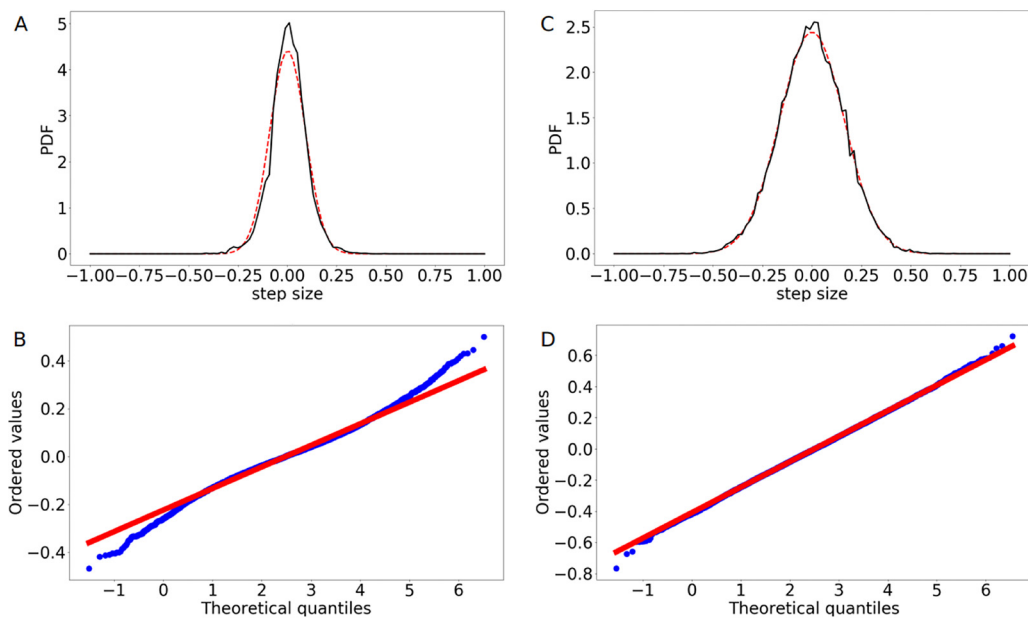 A
5
4
3
2
1
0
PDF
−1.00−0.75−0.50−0.25 0.00 0.25 0.50 0.75 1.00
step size
C
2.5
2.0
1.5
1.0
0.5
0.0
PDF
−1.00−0.75−0.50−0.25 0.00 0.25 0.50 0.75 1.00
step size
B
0.4
0.2
0.0
−0.2
−0.4
Ordered values
−1 0 1 2 3 4 5 6
Theoretical quantiles
D
0.6
0.4
0.2
0.0
−0.2
−0.4
−0.6
−0.8
Ordered values
−1 0 1 2 3 4 5 6
Theoretical quantiles